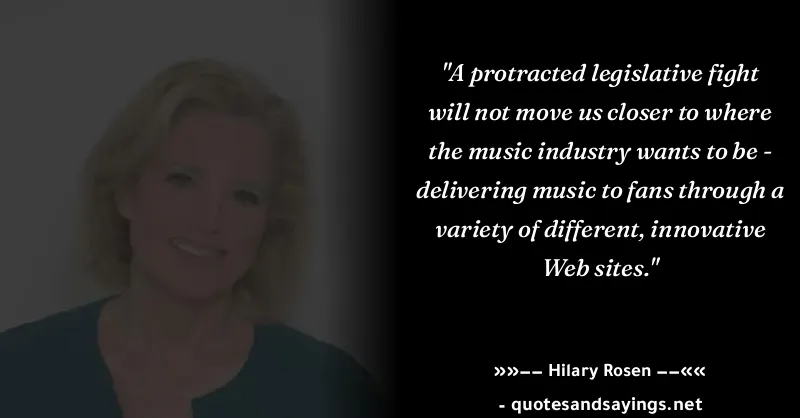 "A protracted legislative fight
will not move us closer to where
the music industry wants to be -
delivering music to fans through a
variety of different, innovative
Web sites."
»»−− Hilary Rosen −−««
- quotesandsayings.net